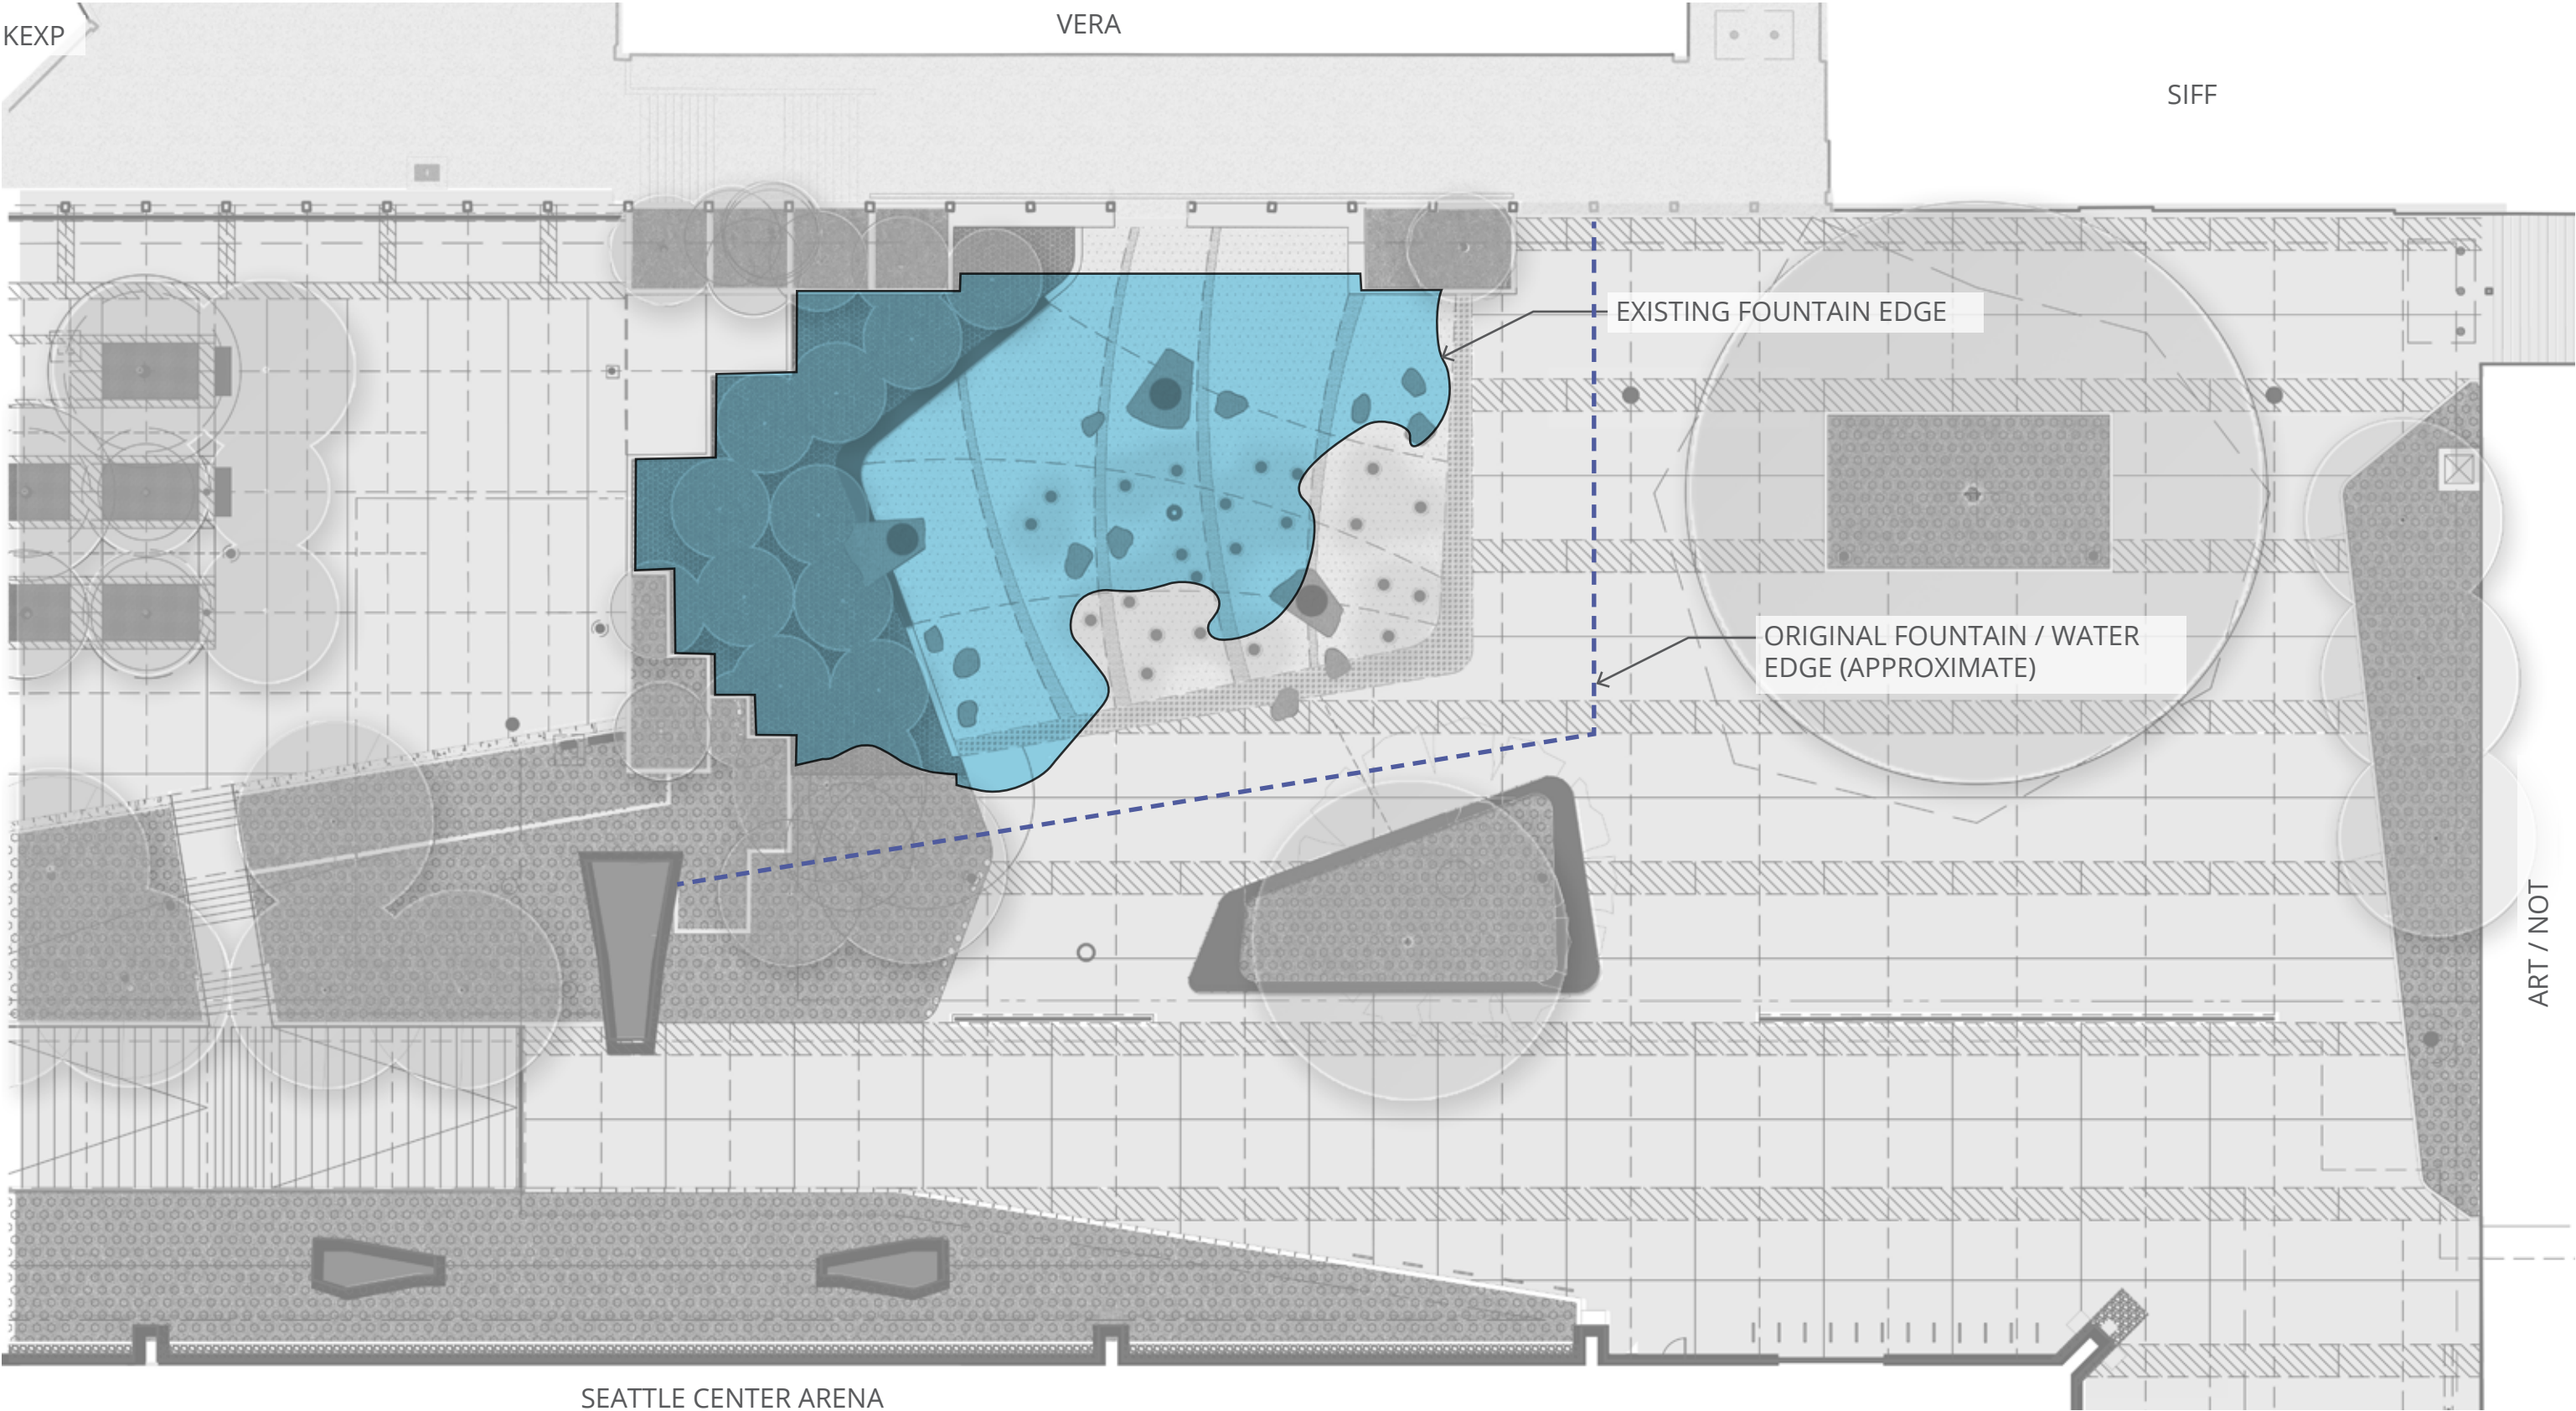 KEXP
VERA
SIFF
EXISTING FOUNTAIN EDGE
ORIGINAL FOUNTAIN / WATER
EDGE (APPROXIMATE)
ART / NOT
SEATTLE CENTER ARENA